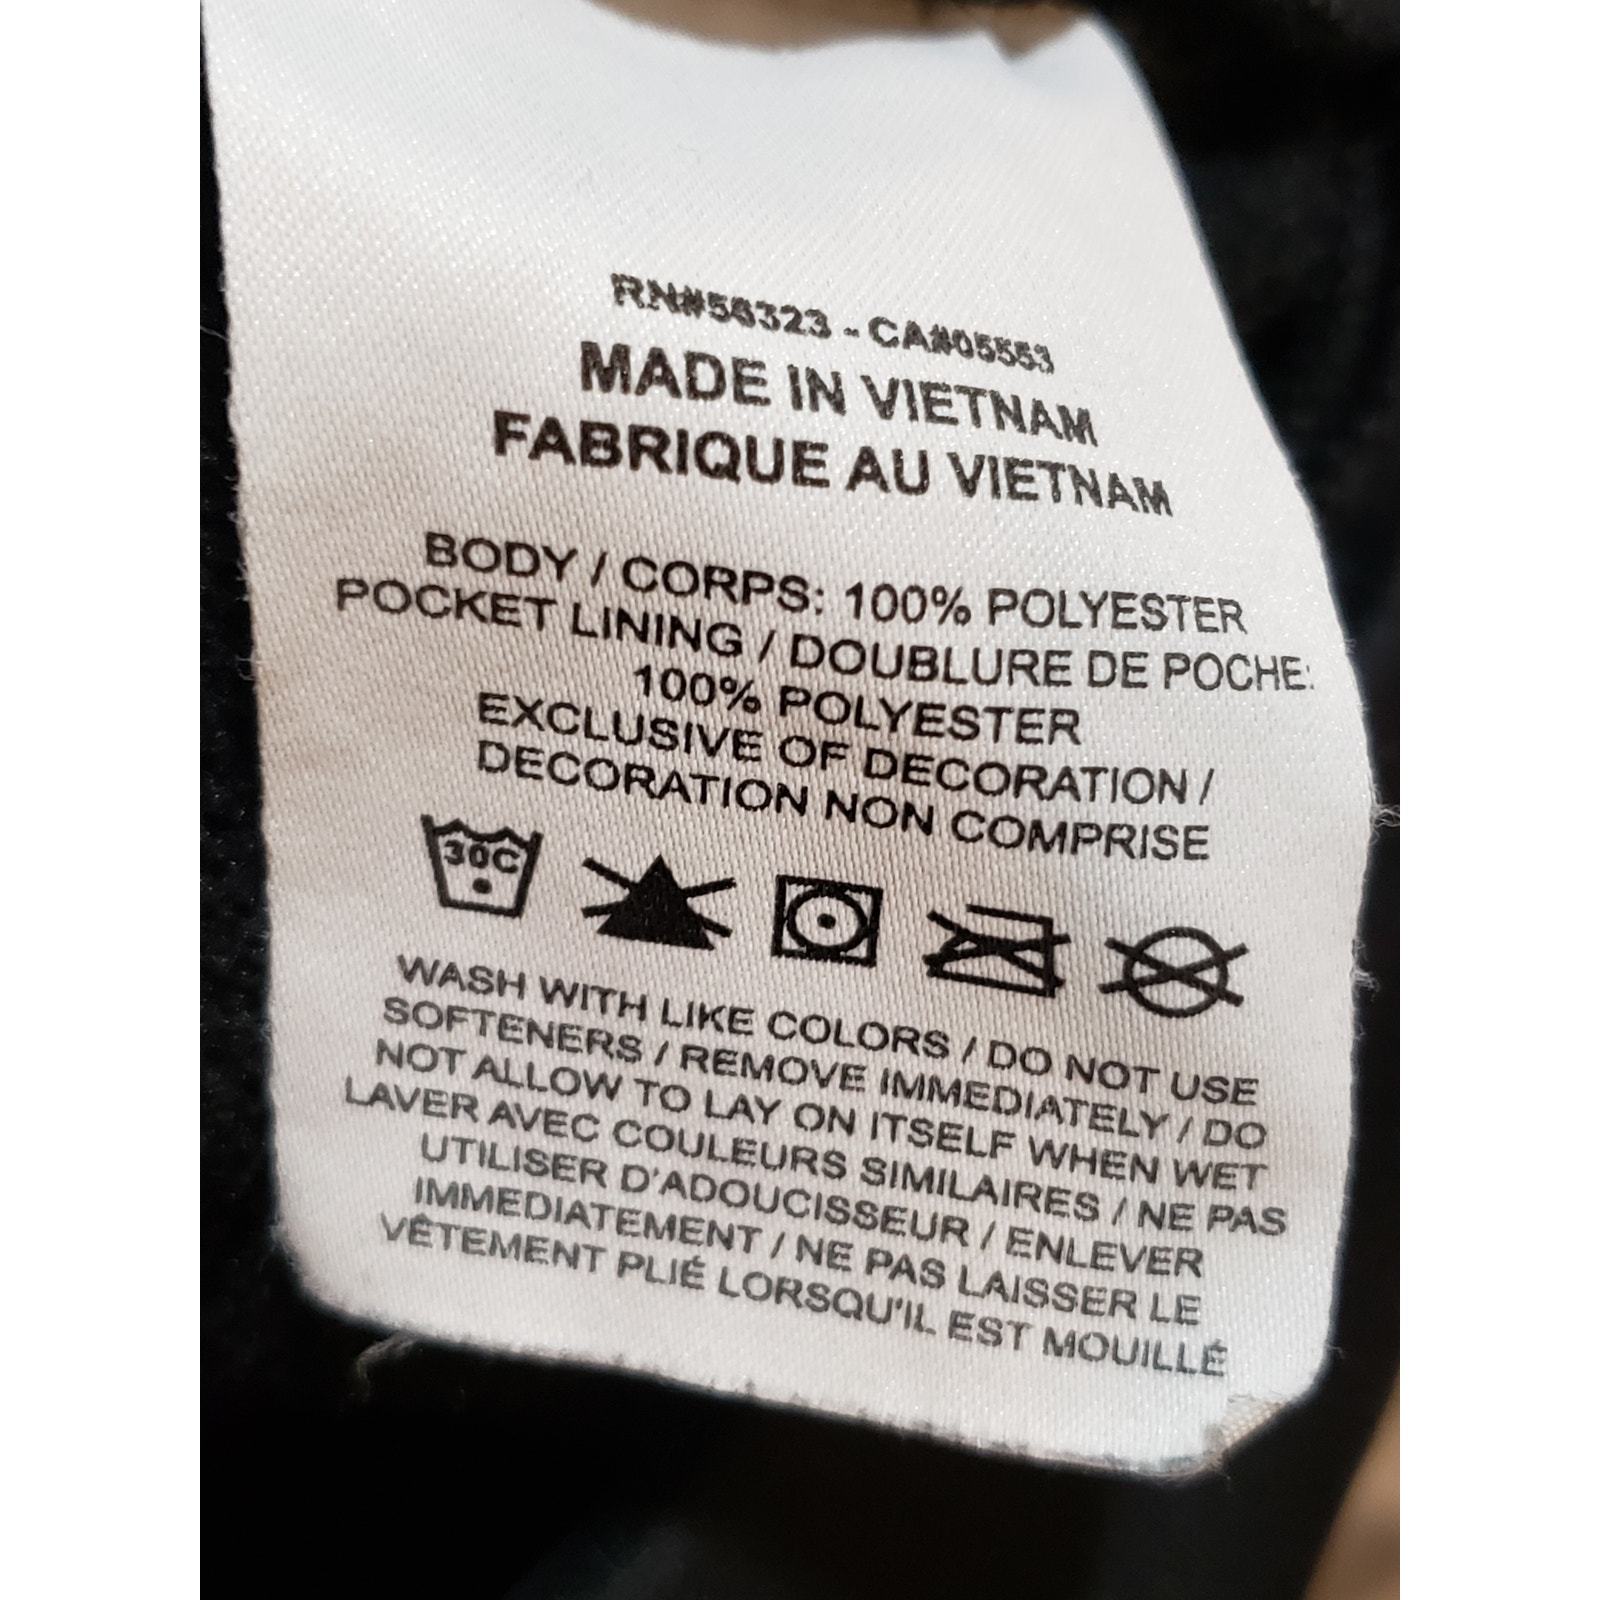 RN#56323 - CA#05553
MADE IN VIETNAM
FABRIQUE AU VIETNAM
BODY / CORPS: 100% POLYESTER
POCKET LINING / DOUBLURE DE POCHE:
100% POLYESTER
EXCLUSIVE OF DECORATION /
DECORATION NON COMPRISE
30C
WASH WITH LIKE COLORS / DO NOT USE
SOFTENERS / REMOVE IMMEDIATELY / DO
NOT ALLOW TO LAY ON ITSELF WHEN WET
LAVER AVEC COULEURS SIMILAIRES / NE PAS
UTILISER D'ADOUCISSEUR / ENLEVER
IMMEDIATEMENT / NE PAS LAISSER LE
VÊTEMENT PLIÉ LORSQU'IL EST MOUILLÉ